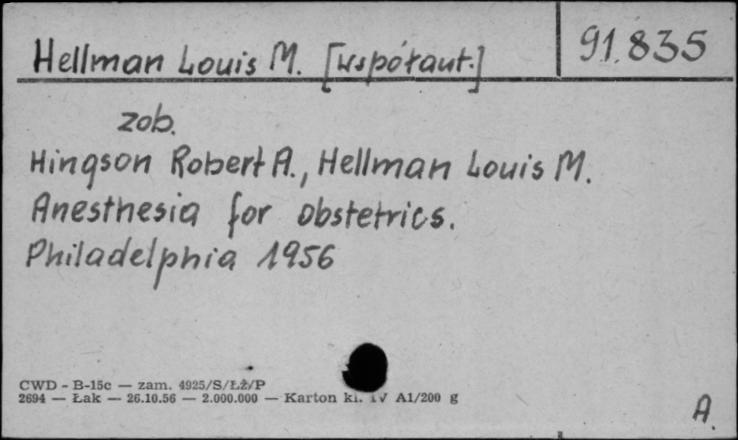 Hellman Louis M. [współaut.] 91.835
zob.
Hingson Robert A., Hellman Louis M.
Anesthesia for obstetrics.
Philadelphia 1956
CWD - B-15c — zam. 4925/S/ŁŻ/P
2694 — Łak — 26.10.56 — 2.000.000 — Karton kl. IV A1/200 g
A.